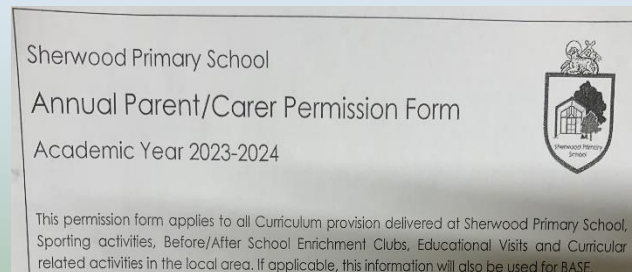 Sherwood Primary School
Annual Parent/Carer Permission Form
Academic Year 2023-2024
Sherwood Primary
School
This permission form applies to all Curriculum provision delivered at Sherwood Primary School,
Sporting activities, Before/After School Enrichment Clubs, Educational Visits and Curricular
related activities in the local area. If applicable, this information will also be used for BASE